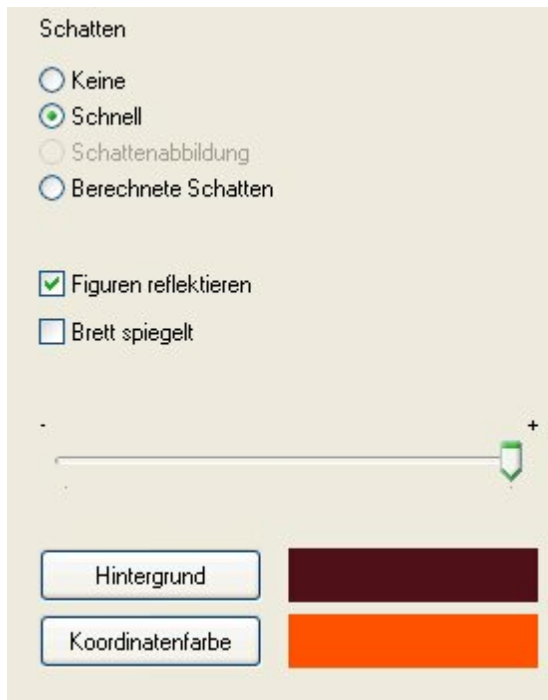 Schatten
Keine
Schnell
Schattenabbildung
Berechnete Schatten
Figuren reflektieren
Brett spiegelt
- +
Hintergrund
Koordinatenfarbe